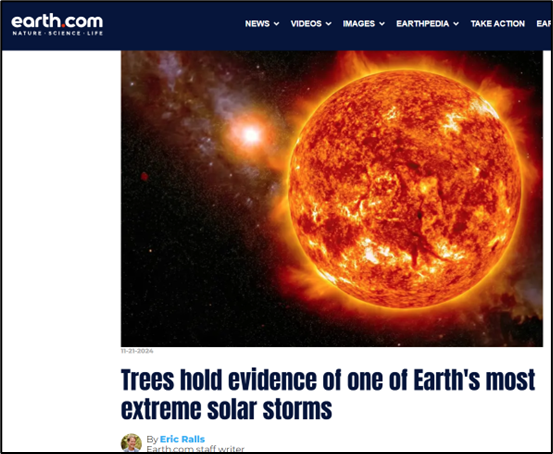 earth.com
NATURE · SCIENCE · LIFE
NEWS VIDEOS IMAGES EARTHPEDIA TAKE ACTION EAR
11-21-2024
Trees hold evidence of one of Earth's most
extreme solar storms
By Eric Ralls
Earth.com staff writer